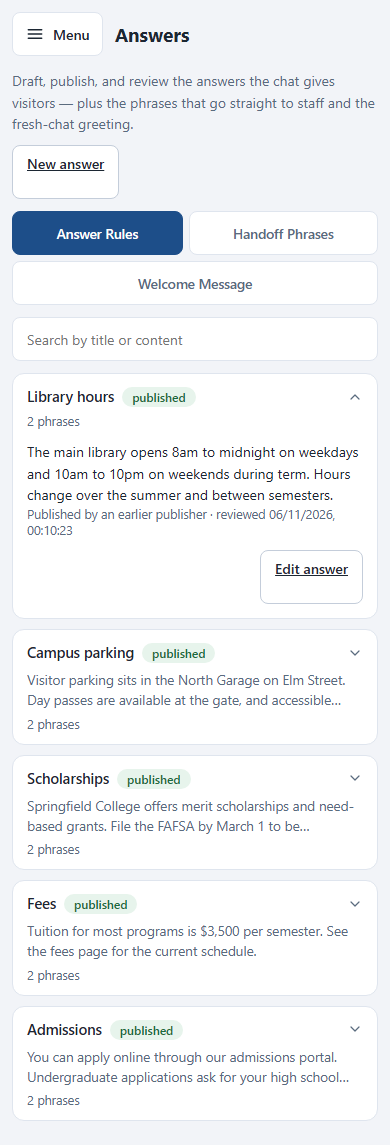 Menu
Answers
Draft, publish, and review the answers the chat gives
visitors — plus the phrases that go straight to staff and the
fresh-chat greeting.
New answer
Answer Rules
Handoff Phrases
Welcome Message
Search by title or content
Library hours published
2 phrases
The main library opens 8am to midnight on weekdays
and 10am to 10pm on weekends during term. Hours
change over the summer and between semesters.
Published by an earlier publisher · reviewed 06/11/2026,
00:10:23
Edit answer
Campus parking published
Visitor parking sits in the North Garage on Elm Street.
Day passes are available at the gate, and accessible...
2 phrases
Scholarships published
Springfield College offers merit scholarships and need-
based grants. File the FAFSA by March 1 to be...
2 phrases
Fees published
Tuition for most programs is $3,500 per semester. See
the fees page for the current schedule.
2 phrases
Admissions published
You can apply online through our admissions portal.
Undergraduate applications ask for your high school...
2 phrases